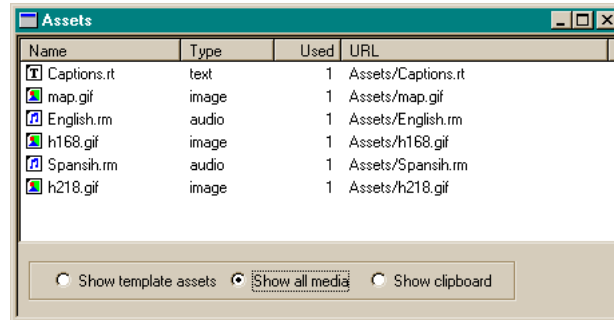 Assets
Name Type Used URL
Captions.rt text 1 Assets/Captions.rt
map.gif image 1 Assets/map.gif
English.rm audio 1 Assets/English.rm
h168.gif image 1 Assets/h168.gif
Spansih.rm audio 1 Assets/Spansih.rm
h218.gif image 1 Assets/h218.gif
Show template assets Show all media Show clipboard